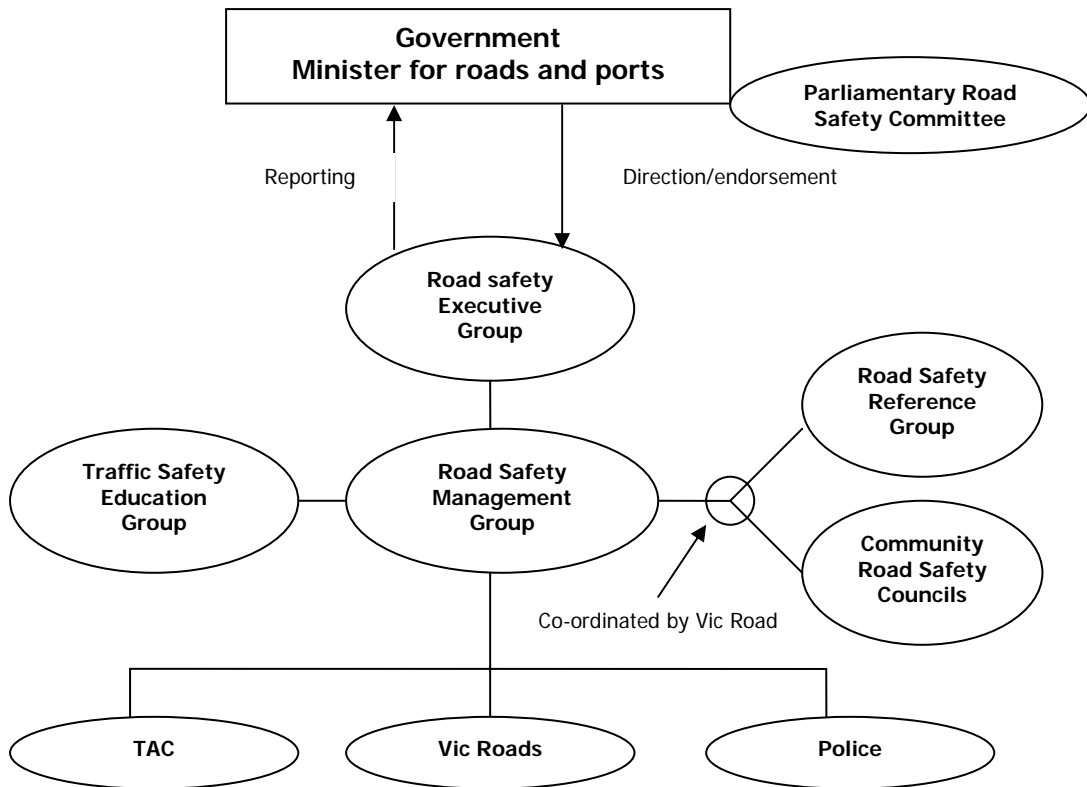 Government
Minister for roads and ports
Parliamentary Road
Safety Committee
Reporting
Direction/endorsement
Road safety
Executive
Group
Road Safety
Reference
Group
Traffic Safety
Education
Group
Road Safety
Management
Group
Community
Road Safety
Councils
Co-ordinated by Vic Road
TAC
Vic Roads
Police